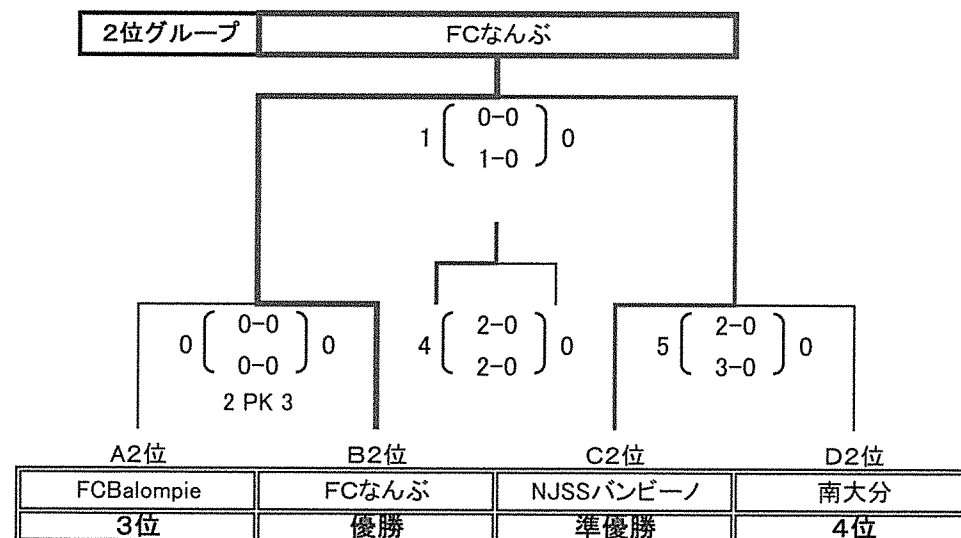 2位グループ FCなんぶ
1 0-0 0
1-0
0 0-0 0 4 2-0 0 5 2-0 0
0-0 2-0 3-0
2 PK 3
A2位 B2位 C2位 D2位
FCBalompie FCなんぶ NJSSバンビーノ 南大分
3位 優勝 準優勝 4位